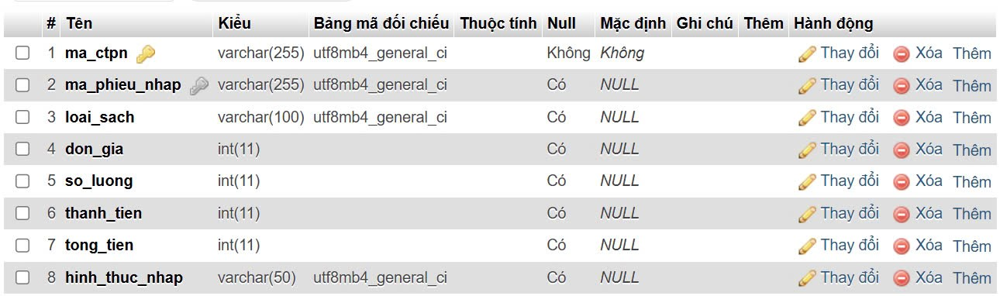 # Tên Kiểu Bảng mã đối chiếu Thuộc tính Null Mặc định Ghi chú Thêm Hành động
1 ma_ctpn varchar(255) utf8mb4_general_ci Không Không Thay đổi Xóa Thêm
2 ma_phieu_nhap varchar(255) utf8mb4_general_ci Có NULL Thay đổi Xóa Thêm
3 loai_sach varchar(100) utf8mb4_general_ci Có NULL Thay đổi Xóa Thêm
4 don_gia int(11) Có NULL Thay đổi Xóa Thêm
5 so_luong int(11) Có NULL Thay đổi Xóa Thêm
6 thanh_tien int(11) Có NULL Thay đổi Xóa Thêm
7 tong_tien int(11) Có NULL Thay đổi Xóa Thêm
8 hinh_thuc_nhap varchar(50) utf8mb4_general_ci Có NULL Thay đổi Xóa Thêm